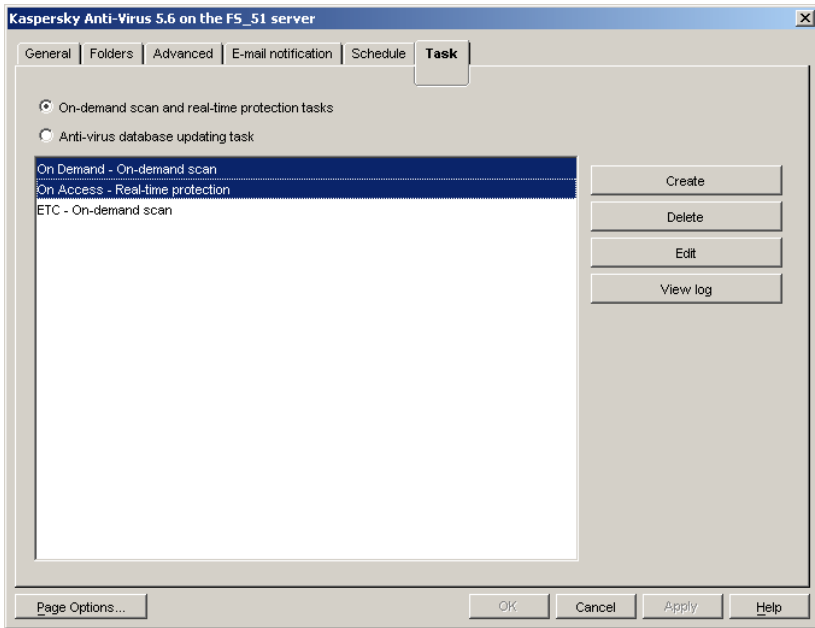 Kaspersky Anti-Virus 5.6 on the FS_51 server
General Folders Advanced E-mail notification Schedule Task
On-demand scan and real-time protection tasks
Anti-virus database updating task
On Demand - On-demand scan
On Access - Real-time protection
ETC - On-demand scan
Create
Delete
Edit
View log
Page Options... OK Cancel Apply Help